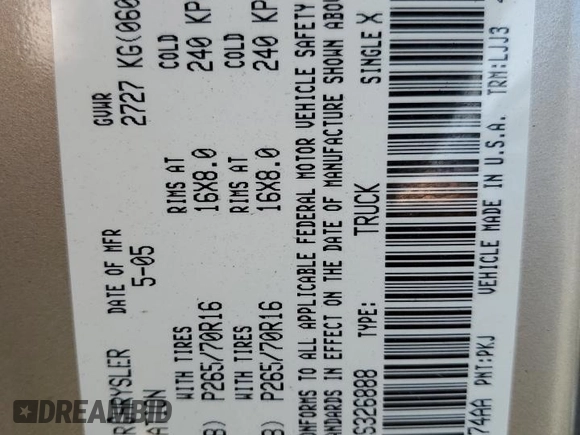 RYSLER DATE OF MFR GVWR
5-05 2727 KG(060
WITH TIRES RIMS AT COLD
B) P265/70R16 16X8.0 240 KP
WITH TIRES RIMS AT COLD
B) P265/70R16 16X8.0 240 KP
ONFORMS TO ALL APPLICABLE FEDERAL MOTOR VEHICLE SAFETY
ANDARDS IN EFFECT ON THE DATE OF MANUFACTURE SHOWN ABOV
S326888 TYPE: TRUCK SINGLE X
74AA PNT:PKJ VEHICLE MADE IN U.S.A. TRM:LJJ3
DREAMBID